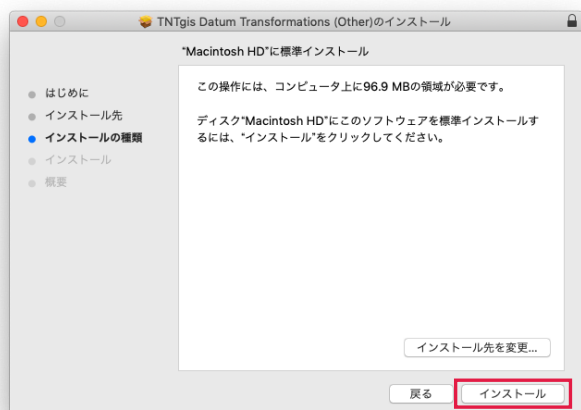 TNTgis Datum Transformations (Other)のインストール
"Macintosh HD"に標準インストール
はじめに
インストール先
インストールの種類
インストール
概要
この操作には、コンピュータ上に96.9 MBの領域が必要です。
ディスク"Macintosh HD"にこのソフトウェアを標準インストールす
るには、"インストール"をクリックしてください。
インストール先を変更...
戻る
インストール